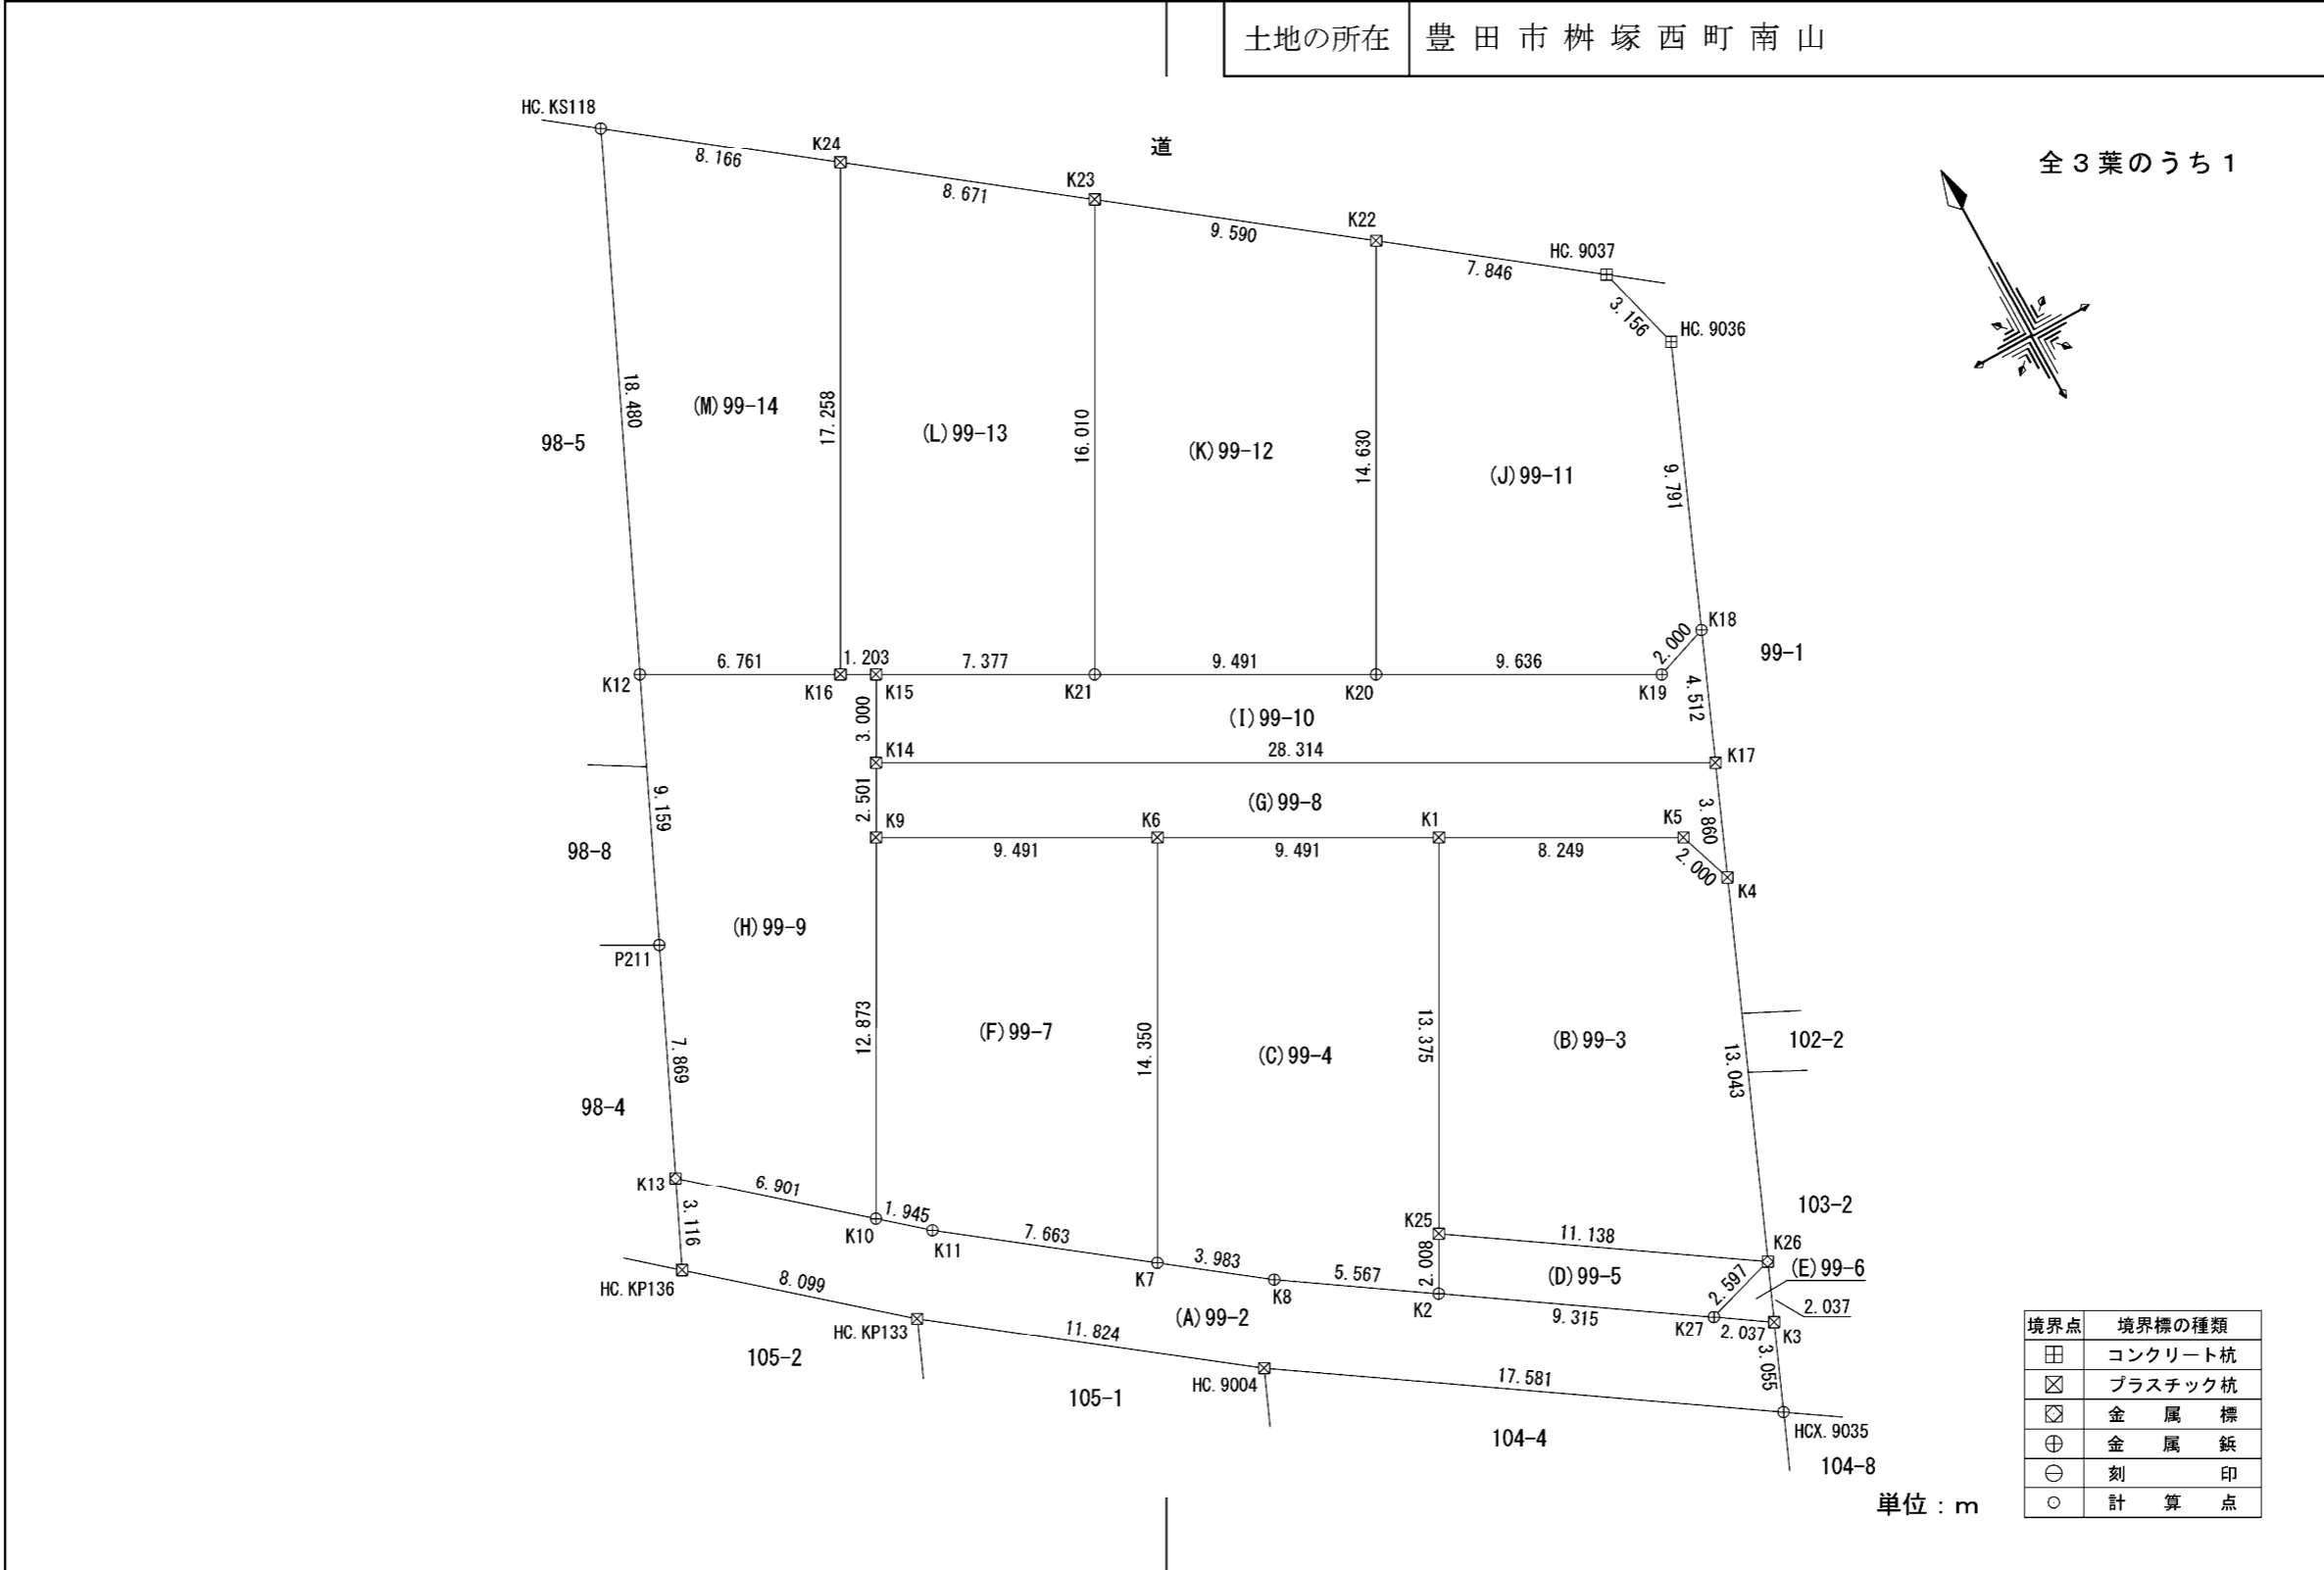 土地の所在 豊田市桝塚西町南山
全3葉のうち1
道
HC.KS118
K24
K23
K22
HC.9037
HC.9036
8.166
8.671
9.590
7.846
3.156
18.480
(M)99-14
17.258
(L)99-13
16.010
(K)99-12
14.630
(J)99-11
9.791
98-5
K18
99-1
2.000
6.761
1.203
7.377
9.491
9.636
K12
K16
K15
K21
K20
K19
4.512
3.000
(I)99-10
K14
28.314
K17
9.159
2.501
(G)99-8
3.860
K9
K6
K1
K5
9.491
9.491
8.249
2.000
K4
98-8
(H)99-9
P211
12.873
(F)99-7
14.350
(C)99-4
13.375
(B)99-3
13.043
102-2
7.869
98-4
K13
6.901
1.945
K10
K11
7.663
K7
3.983
K8
5.567
K25
2.008
K2
11.138
(D)99-5
9.315
2.597
K26
103-2
(E)99-6
2.037
K27
2.037
K3
3.055
3.116
HC.KP136
8.099
HC.KP133
11.824
(A)99-2
HC.9004
17.581
HCX.9035
105-2
105-1
104-4
104-8
単位:m
境界点 境界標の種類
コンクリート杭
プラスチック杭
金属標
金属鋲
刻印
計算点